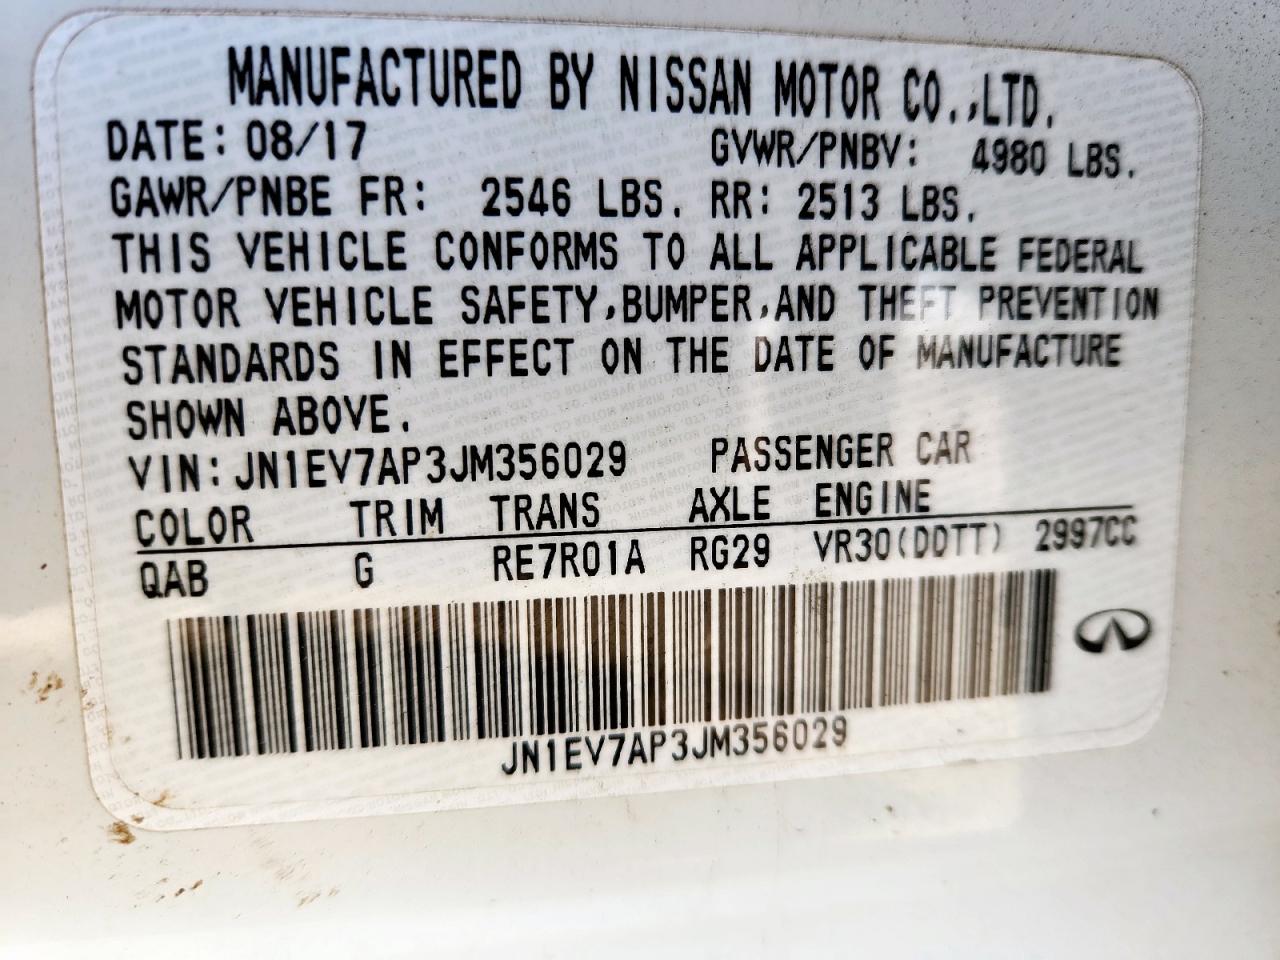 MANUFACTURED BY NISSAN MOTOR CO.,LTD.
DATE: 08/17 GVWR/PNBV: 4980 LBS.
GAWR/PNBE FR: 2546 LBS. RR: 2513 LBS.
THIS VEHICLE CONFORMS TO ALL APPLICABLE FEDERAL
MOTOR VEHICLE SAFETY,BUMPER,AND THEFT PREVENTION
STANDARDS IN EFFECT ON THE DATE OF MANUFACTURE
SHOWN ABOVE.
VIN:JN1EV7AP3JM356029 PASSENGER CAR
COLOR TRIM TRANS AXLE ENGINE
QAB G RE7R01A RG29 VR30(DDTT) 2997CC
JN1EV7AP3JM356029